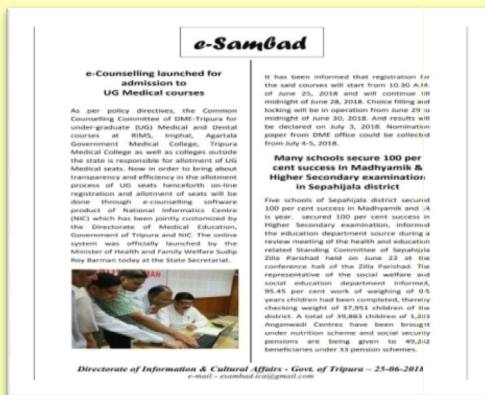 e-Sambad
e-Counselling launched for
admission to
UG Medical courses
As per policy directives, the Common
Counselling Committee of DME-Tripura for
under-graduate (UG) Medical and Dental
courses at RIMS, Imphal, Agartala
Government Medical College, Tripura
Medical College as well as colleges outside
the state is responsible for allotment of UG
Medical seats. Now in order to bring about
transparency and efficiency in the allotment
process of UG seats henceforth on-line
registration and allotment of seats will be
done through e-counselling software
product of National Informatics Centre
(NIC) which has been jointly customized by
the Directorate of Medical Education,
Government of Tripura and NIC. The online
system was officially launched by the
Minister of Health and Family Welfare Sudip
Roy Barman today at the State Secretariat.
It has been informed that registration for
the said courses will start from 10.30 A.M.
of June 25, 2018 and will continue till
midnight of June 28, 2018. Choice filling and
locking will be in operation from June 29 to
midnight of June 30, 2018. And results will
be declared on July 3, 2018. Nomination
paper from DME office could be collected
from July 4-5, 2018.
Many schools secure 100 per
cent success in Madhyamik &
Higher Secondary examination
in Sepahijala district
Five schools of Sepahijala district secured
100 per cent success in Madhyamik and 14
is year. secured 100 per cent success in
Higher Secondary examination, informed
the education department source during a
review meeting of the health and education
related Standing Committee of Sepahijala
Zilla Parishad held on June 22 at the
conference hall of the Zilla Parishad. The
representative of the social welfare and
social education department informed,
95.45 per cent work of weighing of 0-5
years children had been completed, thereby
checking weight of 37,951 children of the
district. A total of 39,883 children of 1,203
Anganwadi Centres have been brought
under nutrition scheme and social security
pensions are being given to 49,242
beneficiaries under 33 pension schemes.
Directorate of Information & Cultural Affairs - Govt. of Tripura – 25-06-2018
e-mail:- esambad.ica@gmail.com